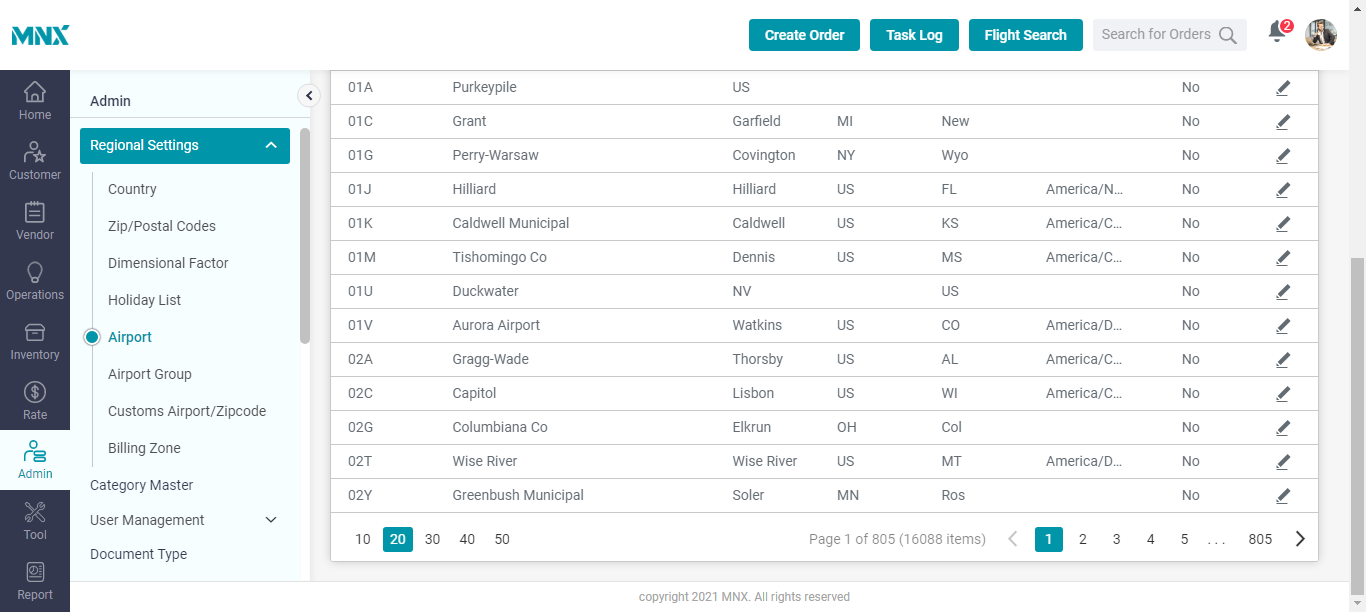 MNX
Create Order Task Log Flight Search Search for Orders 2
Home
Customer
Vendor
Operations
Inventory
Rate
Admin
Tool
Report
Admin
Regional Settings
Country
Zip/Postal Codes
Dimensional Factor
Holiday List
Airport
Airport Group
Customs Airport/Zipcode
Billing Zone
Category Master
User Management
Document Type
01A Purkeypile US No
01C Grant Garfield MI New No
01G Perry-Warsaw Covington NY Wyo No
01J Hilliard Hilliard US FL America/N... No
01K Caldwell Municipal Caldwell US KS America/C... No
01M Tishomingo Co Dennis US MS America/C... No
01U Duckwater NV US No
01V Aurora Airport Watkins US CO America/D... No
02A Gragg-Wade Thorsby US AL America/C... No
02C Capitol Lisbon US WI America/C... No
02G Columbiana Co Elkrun OH Col No
02T Wise River Wise River US MT America/D... No
02Y Greenbush Municipal Soler MN Ros No
10 20 30 40 50 Page 1 of 805 (16088 items) 1 2 3 4 5 ... 805
copyright 2021 MNX. All rights reserved